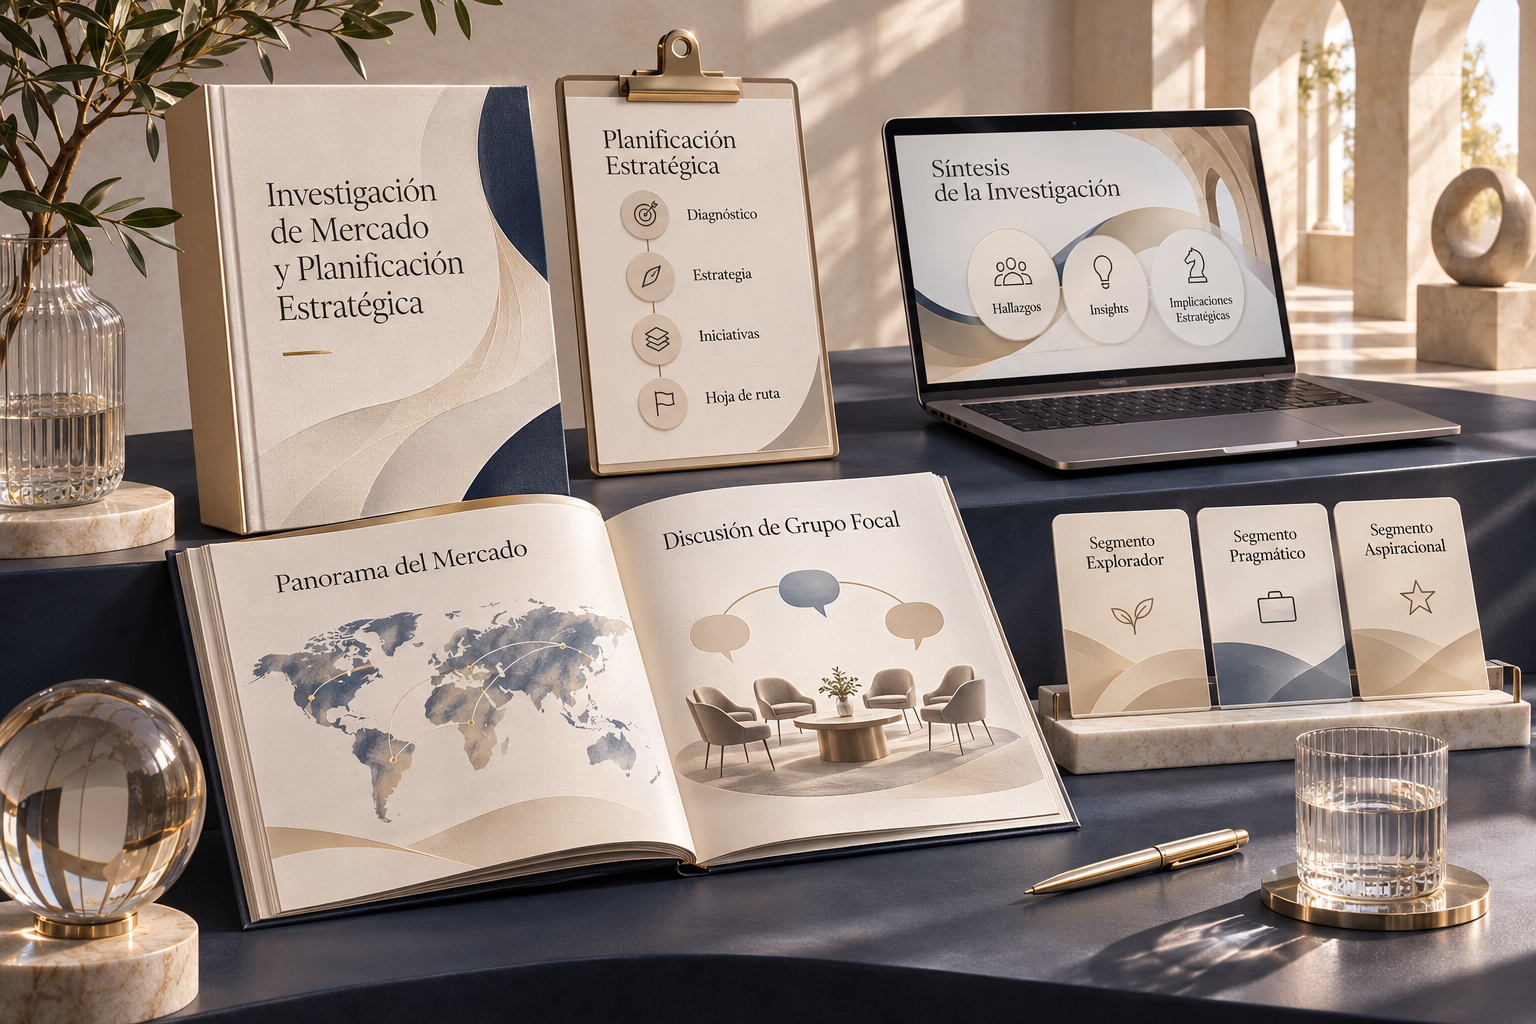 Investigación
de Mercado
y Planificación
Estratégica
Planificación
Estratégica
Diagnóstico
Estrategia
Iniciativas
Hoja de ruta
Síntesis
de la Investigación
Hallazgos
Insights
Implicaciones
Estratégicas
Panorama del Mercado
Discusión de Grupo Focal
Segmento
Explorador
Segmento
Pragmático
Segmento
Aspiracional